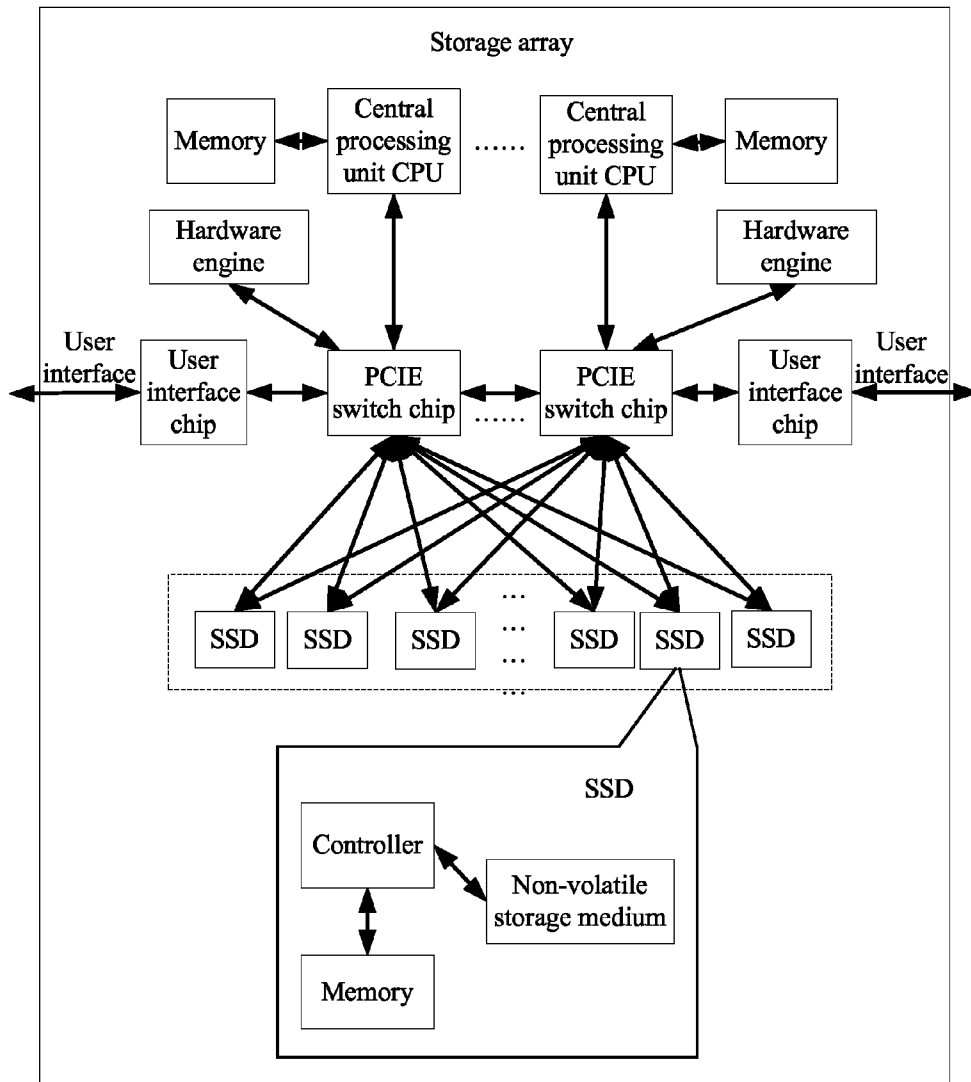 Storage array
Memory
Central
processing
unit CPU
……
Central
processing
unit CPU
Memory
Hardware
engine
Hardware
engine
User
interface
User
interface
chip
PCIE
switch chip
……
PCIE
switch chip
User
interface
chip
User
interface
SSD
SSD
SSD
…
…
…
…
SSD
SSD
SSD
SSD
Controller
Non-volatile
storage medium
Memory